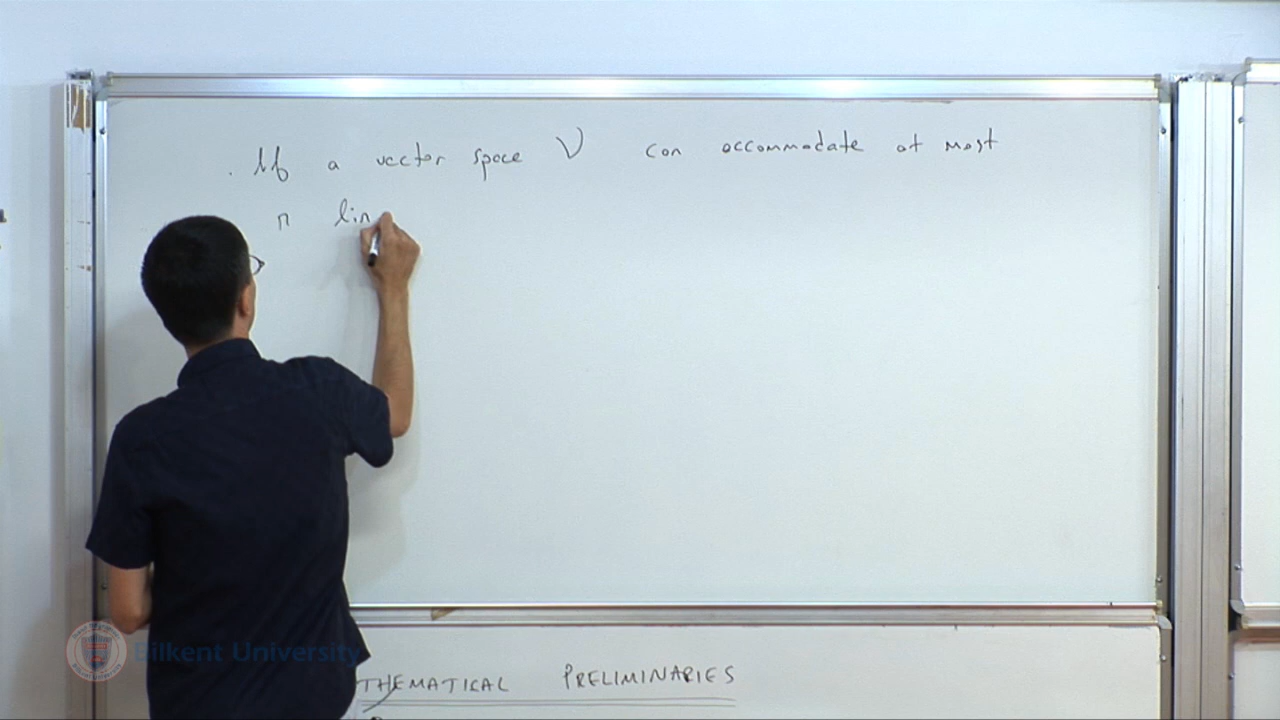 . If a vector space V can accommodate at most
n lin
THEMATICAL PRELIMINARIES
Bilkent University